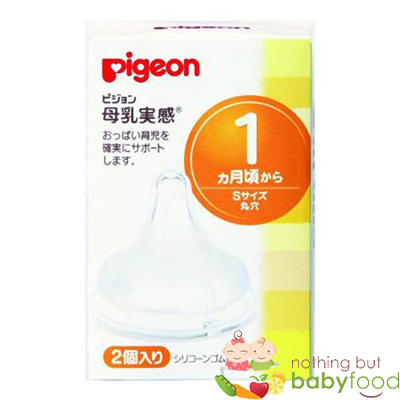 pigeon
ピジョン
母乳実感®
おっぱい育児を
確実にサポート
します。
1
ヵ月頃から
Sサイズ
丸穴
2個入り
シリコーンゴム
nothing but
babyfood